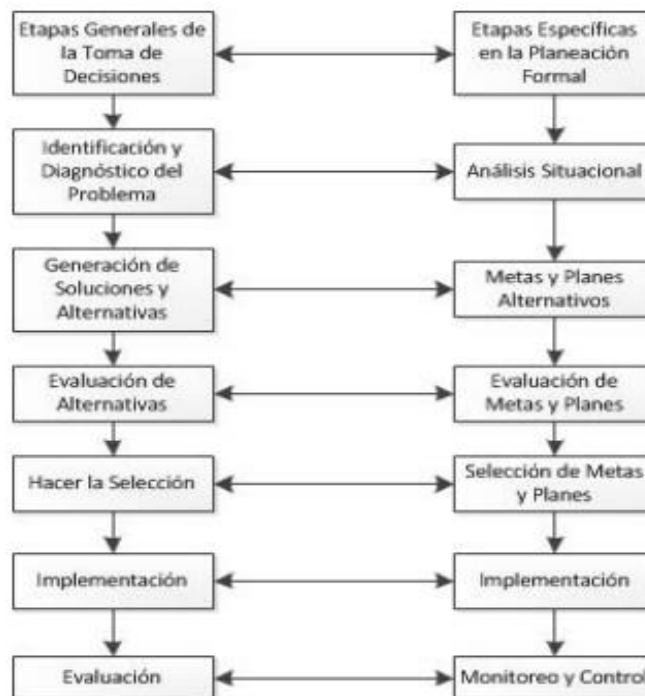 Etapas Generales de
la Toma de
Decisiones
Etapas Específicas
en la Planeación
Formal
Identificación y
Diagnóstico del
Problema
Análisis Situacional
Generación de
Soluciones y
Alternativas
Metas y Planes
Alternativos
Evaluación de
Alternativas
Evaluación de
Metas y Planes
Hacer la Selección
Selección de Metas
y Planes
Implementación
Implementación
Evaluación
Monitoreo y Control